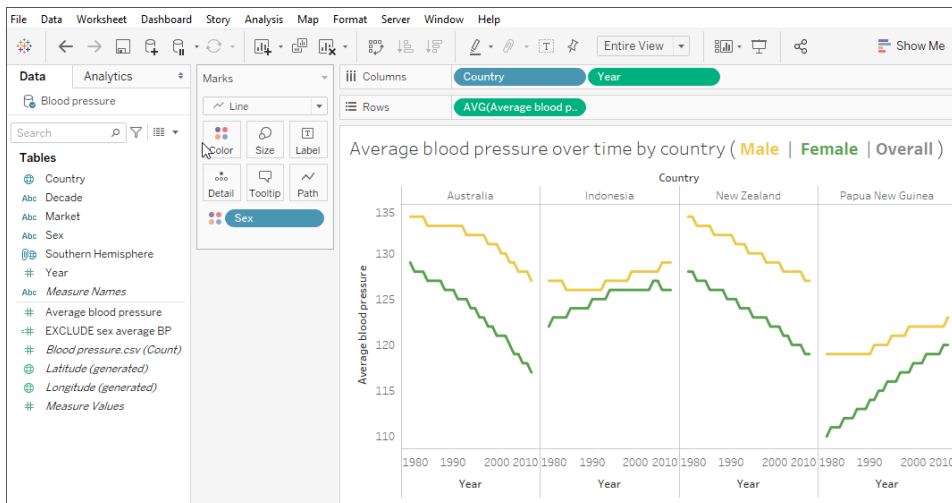 File Data Worksheet Dashboard Story Analysis Map Format Server Window Help
T Entire View Show Me
Data Analytics
Blood pressure
Search
Tables
Country
Abc Decade
Abc Market
Abc Sex
Southern Hemisphere
# Year
Abc Measure Names
# Average blood pressure
=# EXCLUDE sex average BP
# Blood pressure.csv (Count)
Latitude (generated)
Longitude (generated)
# Measure Values
Marks
Line
Color Size Label
Detail Tooltip Path
Sex
Columns Country Year
Rows AVG(Average blood p..
Average blood pressure over time by country ( Male | Female | Overall )
Country
Australia Indonesia New Zealand Papua New Guinea
Average blood pressure
135
130
125
120
115
110
1980 1990 2000 2010 1980 1990 2000 2010 1980 1990 2000 2010 1980 1990 2000 2010
Year Year Year Year